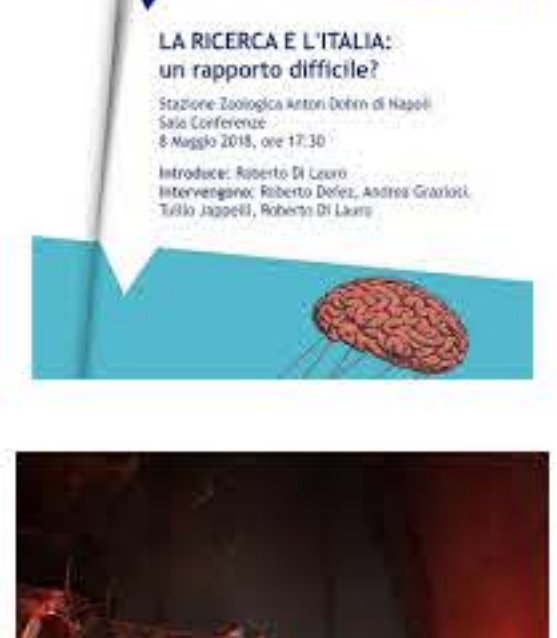 LA RICERCA E L'ITALIA:
un rapporto difficile?
Stazione Zoologica Anton Dohrn di Napoli
Sala Conferenze
8 Maggio 2018, ore 17:30
Introduce: Roberto Di Lauro
Intervengono: Roberto Defez, Andrea Graziosi,
Tullio Jappelli, Roberto Di Lauro